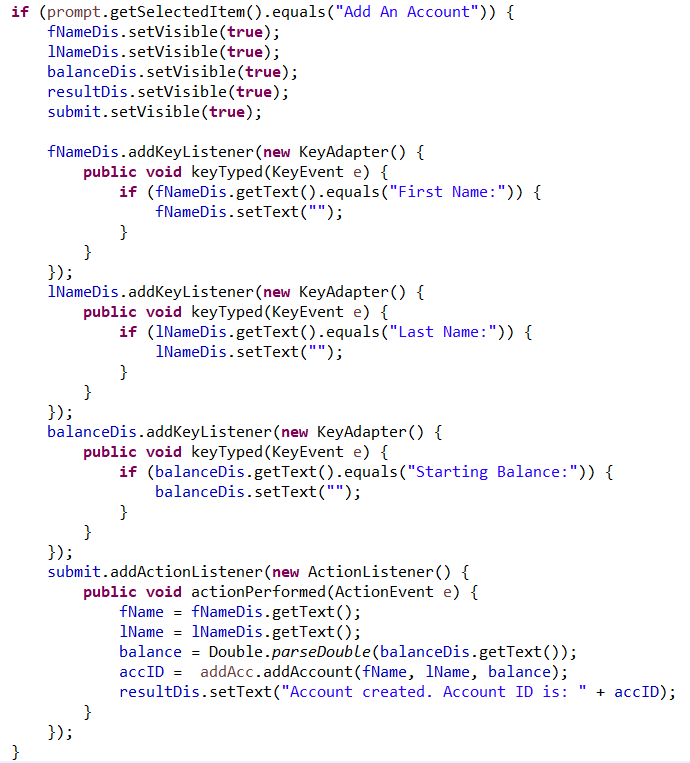 if (prompt.getSelectedItem().equals("Add An Account")) {
    fNameDis.setVisible(true);
    lNameDis.setVisible(true);
    balanceDis.setVisible(true);
    resultDis.setVisible(true);
    submit.setVisible(true);

    fNameDis.addKeyListener(new KeyAdapter() {
        public void keyTyped(KeyEvent e) {
            if (fNameDis.getText().equals("First Name:")) {
                fNameDis.setText("");
            }
        }
    });
    lNameDis.addKeyListener(new KeyAdapter() {
        public void keyTyped(KeyEvent e) {
            if (lNameDis.getText().equals("Last Name:")) {
                lNameDis.setText("");
            }
        }
    });
    balanceDis.addKeyListener(new KeyAdapter() {
        public void keyTyped(KeyEvent e) {
            if (balanceDis.getText().equals("Starting Balance:")) {
                balanceDis.setText("");
            }
        }
    });
    submit.addActionListener(new ActionListener() {
        public void actionPerformed(ActionEvent e) {
            fName = fNameDis.getText();
            lName = lNameDis.getText();
            balance = Double.parseDouble(balanceDis.getText());
            accID =  addAcc.addAccount(fName, lName, balance);
            resultDis.setText("Account created. Account ID is: " + accID);
        }
    });
}